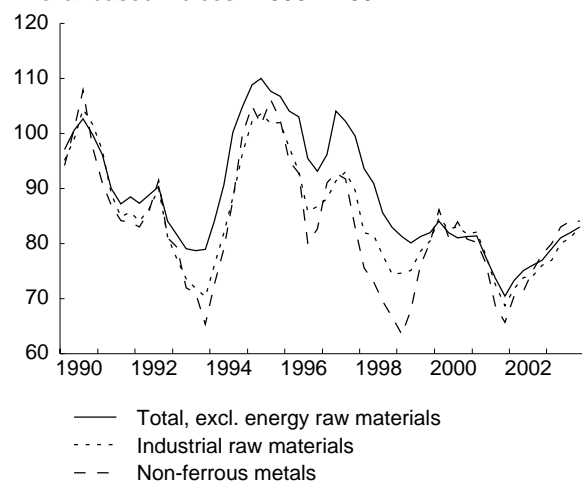 120
110
100
90
80
70
60
1990 1992 1994 1996 1998 2000 2002
Total, excl. energy raw materials
Industrial raw materials
Non-ferrous metals